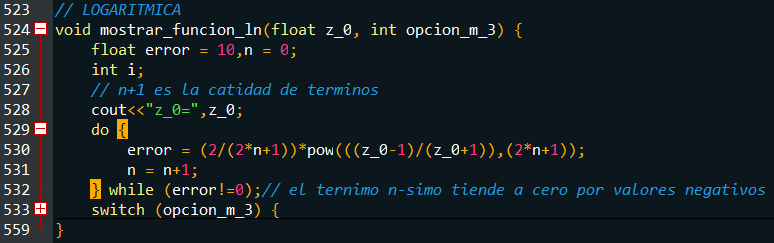 523 // LOGARITMICA
524 void mostrar_funcion_ln(float z_0, int opcion_m_3) {
525 float error = 10,n = 0;
526 int i;
527 // n+1 es la catidad de terminos
528 cout<<"z_0=",z_0;
529 do {
530 error = (2/(2*n+1))*pow(((z_0-1)/(z_0+1)),(2*n+1));
531 n = n+1;
532 } while (error!=0);// el ternimo n-simo tiende a cero por valores negativos
533 switch (opcion_m_3) {
559 }